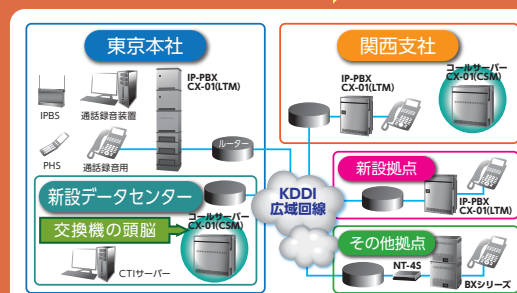 東京本社
IP-PBX
CX-01(LTM)
IPBS
通話録音装置
PHS
通話録音用
ルーター
新設データセンター
コールサーバー
CX-01(CSM)
交換機の頭脳
CTIサーバー
KDDI
広域回線
関西支社
IP-PBX
CX-01(LTM)
コールサーバー
CX-01(CSM)
新設拠点
IP-PBX
CX-01(LTM)
その他拠点
NT-4S
BXシリーズ